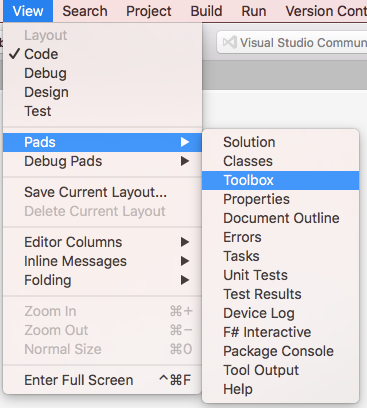 View Search Project Build Run Version Cont
Visual Studio Commun
Layout
✓ Code
Debug
Design
Test
Pads
Debug Pads
Save Current Layout...
Delete Current Layout
Editor Columns
Inline Messages
Folding
Zoom In ⌘+
Zoom Out ⌘−
Normal Size ⌘0
Enter Full Screen ^⌘F
Solution
Classes
Toolbox
Properties
Document Outline
Errors
Tasks
Unit Tests
Test Results
Device Log
F# Interactive
Package Console
Tool Output
Help